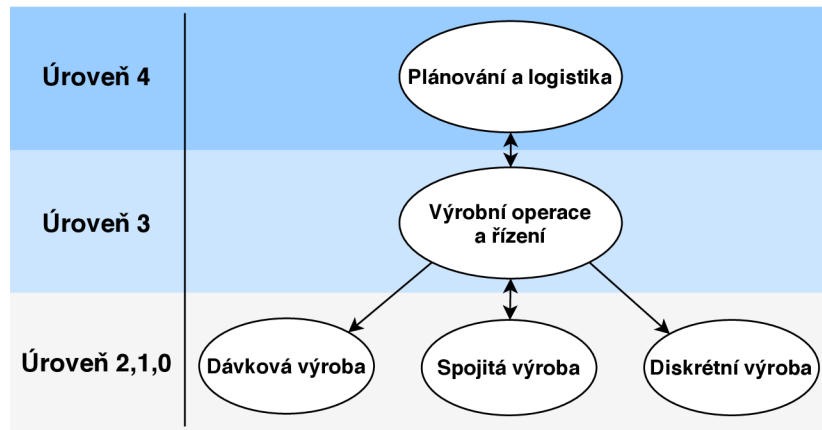 Úroveň 4
Plánování a logistika
Úroveň 3
Výrobní operace
a řízení
Úroveň 2,1,0
Dávková výroba
Spojitá výroba
Diskrétní výroba